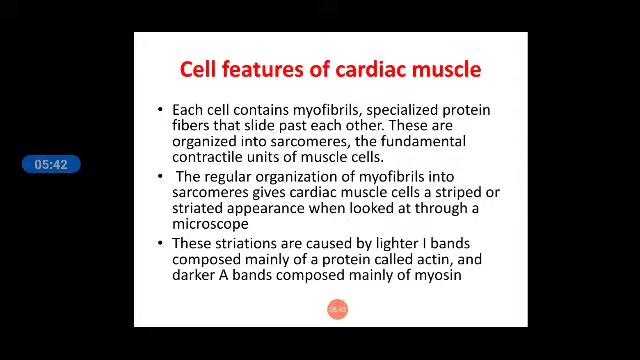 Cell features of cardiac muscle
• Each cell contains myofibrils, specialized protein
fibers that slide past each other. These are
organized into sarcomeres, the fundamental
contractile units of muscle cells.
• The regular organization of myofibrils into
sarcomeres gives cardiac muscle cells a striped or
striated appearance when looked at through a
microscope
• These striations are caused by lighter I bands
composed mainly of a protein called actin, and
darker A bands composed mainly of myosin
05:42
05:42